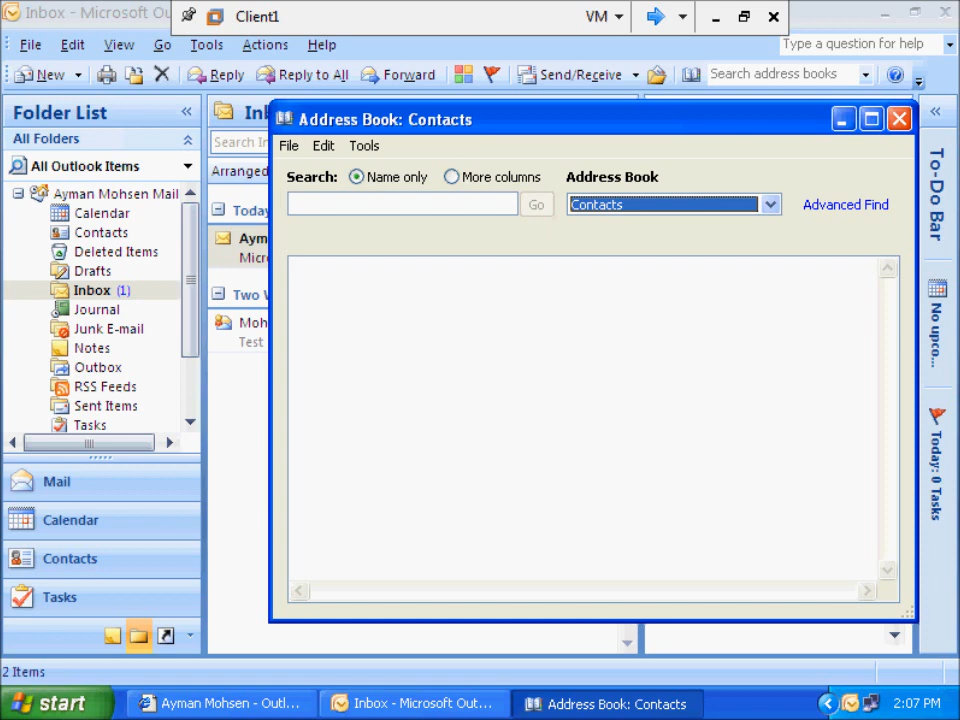 Inbox - Microsoft Ou
Client1
VM
File Edit View Go Tools Actions Help
Type a question for help
New Reply Reply to All Forward Send/Receive Search address books
Folder List
All Folders
All Outlook Items
Ayman Mohsen Mail
Calendar
Contacts
Deleted Items
Drafts
Inbox (1)
Journal
Junk E-mail
Notes
Outbox
RSS Feeds
Sent Items
Tasks
Mail
Calendar
Contacts
Tasks
2 Items
Inb
Search In
Arranged
Today
Aym
Micr
Two W
Moh
Test
Address Book: Contacts
File Edit Tools
Search: Name only More columns Address Book
Go Contacts Advanced Find
To-Do Bar
No upco...
Today: 0 Tasks
start
Ayman Mohsen - Outl...
Inbox - Microsoft Out...
Address Book: Contacts
2:07 PM